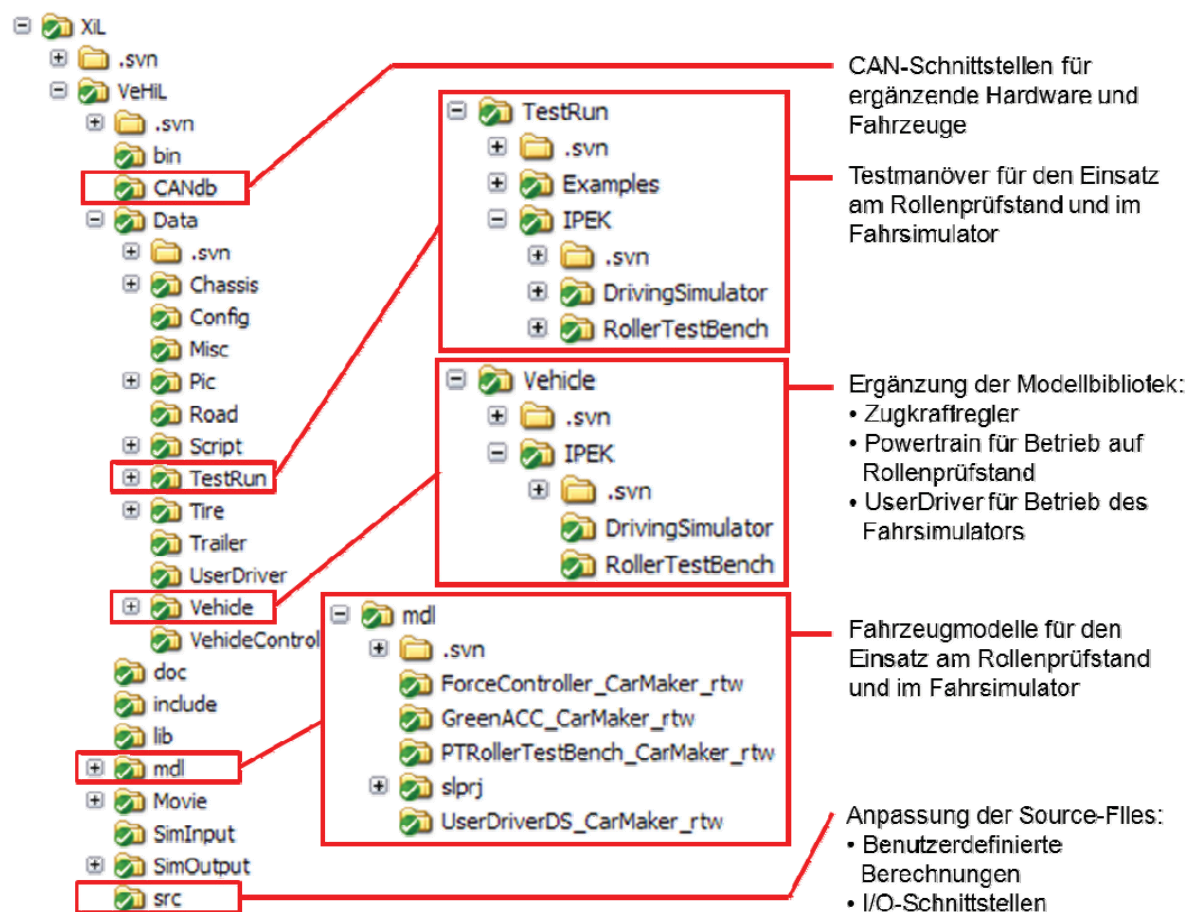 XiL
.svn
VeHiL
.svn
bin
CANdb
Data
.svn
Chassis
Config
Misc
Pic
Road
Script
TestRun
Tire
Trailer
UserDriver
Vehicle
VehicleControl
doc
include
lib
mdl
Movie
SimInput
SimOutput
src
TestRun
.svn
Examples
IPEK
.svn
DrivingSimulator
RollerTestBench
Vehicle
.svn
IPEK
.svn
DrivingSimulator
RollerTestBench
mdl
.svn
ForceController_CarMaker_rtw
GreenACC_CarMaker_rtw
PTRollerTestBench_CarMaker_rtw
slprj
UserDriverDS_CarMaker_rtw
CAN-Schnittstellen für
ergänzende Hardware und
Fahrzeuge
Testmanöver für den Einsatz
am Rollenprüfstand und im
Fahrsimulator
Ergänzung der Modellbibliotek:
• Zugkraftregler
• Powertrain für Betrieb auf
Rollenprüfstand
• UserDriver für Betrieb des
Fahrsimulators
Fahrzeugmodelle für den
Einsatz am Rollenprüfstand
und im Fahrsimulator
Anpassung der Source-Files:
• Benutzerdefinierte
Berechnungen
• I/O-Schnittstellen